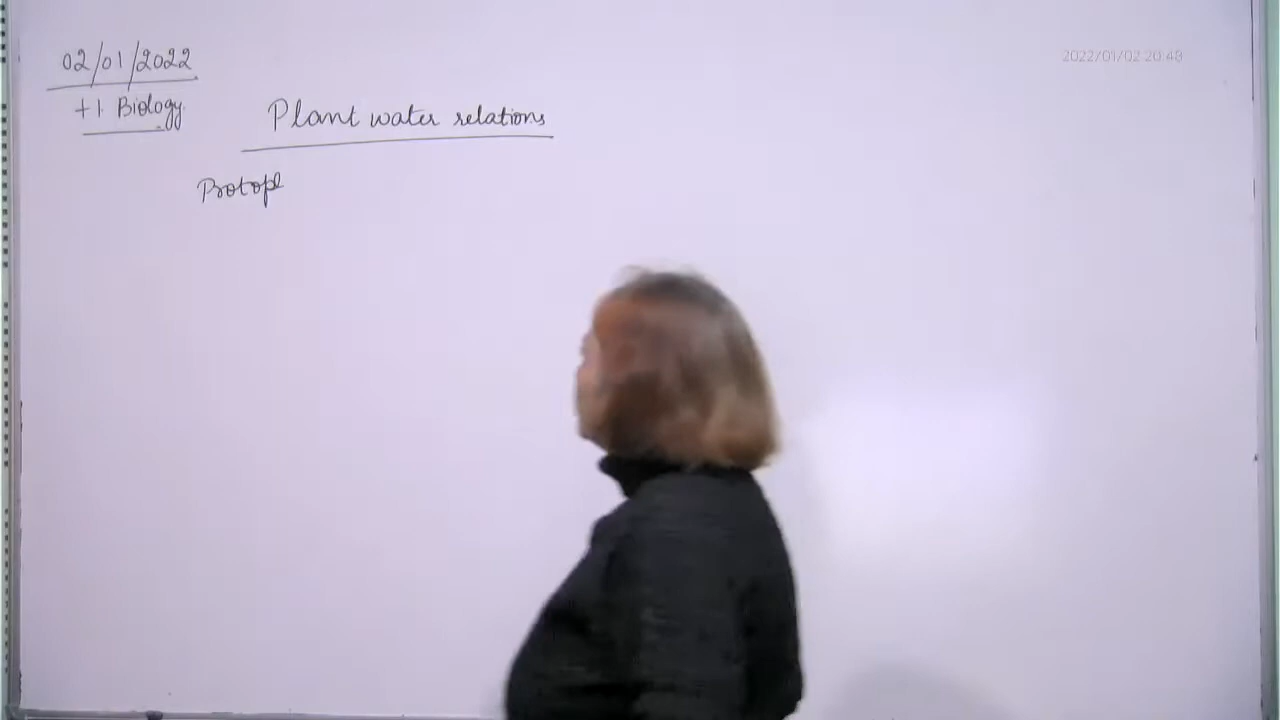 02/01/2022
2022/01/02 20:48
+1 Biology
Plant water relations
Protopl